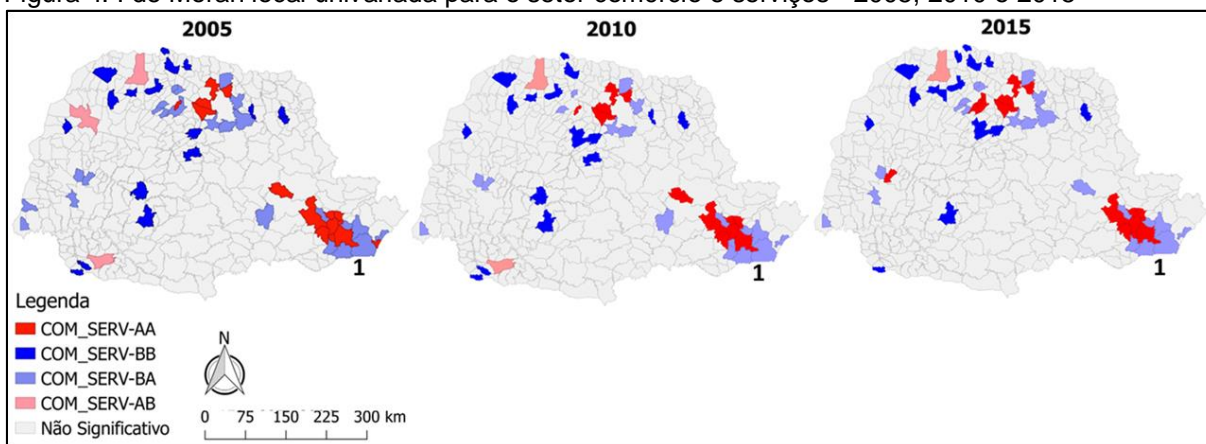 Figura 4: I de Moran local univariada para o setor comércio e serviços - 2005, 2010 e 2015
2005
2010
2015
1
1
1
Legenda
COM_SERV-AA
COM_SERV-BB
COM_SERV-BA
COM_SERV-AB
Não Significativo
N
0 75 150 225 300 km